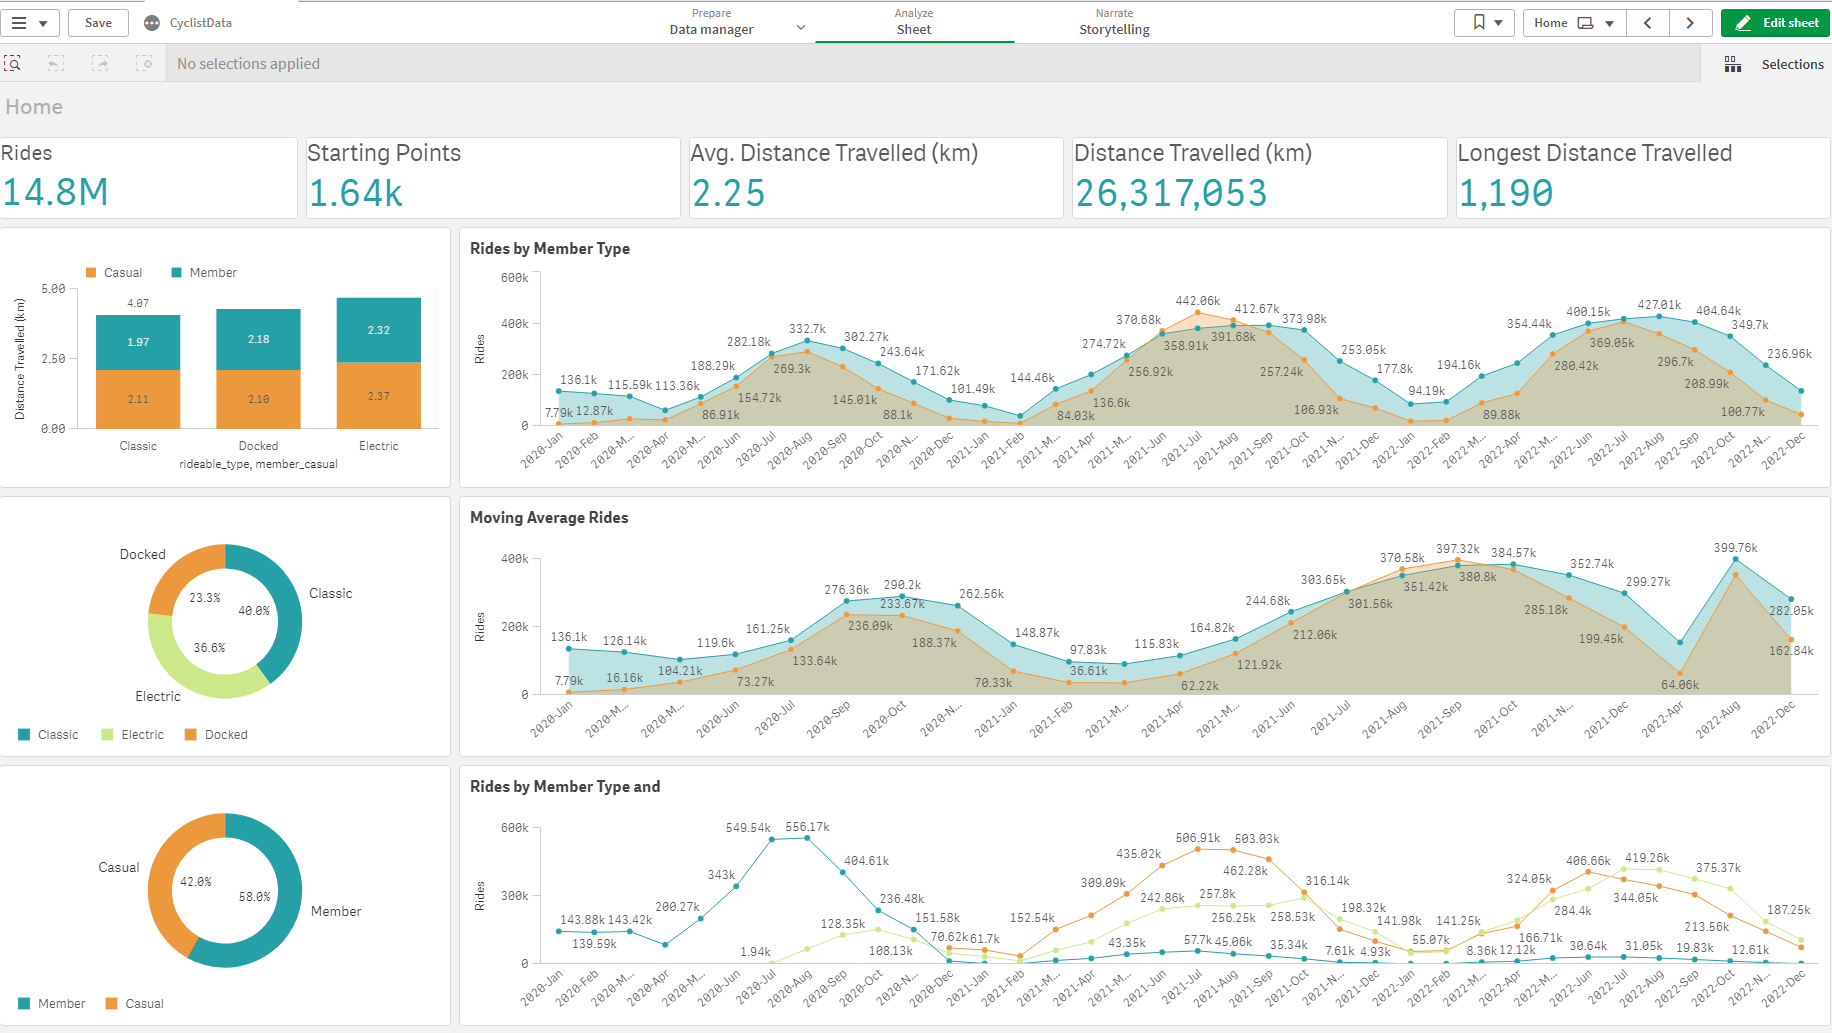 Save
CyclistData
Prepare
Data manager
Analyze
Sheet
Narrate
Storytelling
Home
Edit sheet
No selections applied
Selections
Home
Rides
14.8M
Starting Points
1.64k
Avg. Distance Travelled (km)
2.25
Distance Travelled (km)
26,317,053
Longest Distance Travelled
1,190
Casual Member
Distance Travelled (km)
5.00
2.50
0.00
4.07
1.97 2.18 2.32
2.11 2.10 2.37
Classic Docked Electric
rideable_type, member_casual
Rides by Member Type
Rides
600k
400k
200k
0
136.1k 115.59k 113.36k 188.29k 282.18k 332.7k 302.27k 243.64k 171.62k 101.49k 144.46k 274.72k 370.68k 442.06k 412.67k 373.98k 253.05k 177.8k 94.19k 194.16k 354.44k 400.15k 427.01k 404.64k 349.7k 236.96k
7.79k 12.87k 86.91k 154.72k 269.3k 145.01k 88.1k 84.03k 136.6k 256.92k 358.91k 391.68k 257.24k 106.93k 89.88k 280.42k 369.05k 296.7k 208.99k 100.77k
2020-Jan 2020-Feb 2020-M... 2020-Apr 2020-M... 2020-Jun 2020-Jul 2020-Aug 2020-Sep 2020-Oct 2020-N... 2020-Dec 2021-Jan 2021-Feb 2021-M... 2021-Apr 2021-M... 2021-Jun 2021-Jul 2021-Aug 2021-Sep 2021-Oct 2021-N... 2021-Dec 2022-Jan 2022-Feb 2022-M... 2022-Apr 2022-M... 2022-Jun 2022-Jul 2022-Aug 2022-Sep 2022-Oct 2022-N... 2022-Dec
Docked
Classic
Electric
23.3%
40.0%
36.6%
Classic Electric Docked
Moving Average Rides
Rides
400k
200k
0
136.1k 126.14k 119.6k 161.25k 276.36k 290.2k 262.56k 148.87k 97.83k 115.83k 164.82k 244.68k 303.65k 370.58k 397.32k 384.57k 352.74k 299.27k 399.76k 282.05k
7.79k 16.16k 104.21k 73.27k 133.64k 236.09k 233.67k 188.37k 70.33k 36.61k 62.22k 121.92k 212.06k 301.56k 351.42k 380.8k 285.18k 199.45k 64.06k 162.84k
2020-Jan 2020-M... 2020-M... 2020-Jun 2020-Jul 2020-Sep 2020-Oct 2020-N... 2021-Jan 2021-Feb 2021-M... 2021-Apr 2021-M... 2021-Jun 2021-Jul 2021-Aug 2021-Sep 2021-Oct 2021-N... 2021-Dec 2022-Apr 2022-Aug 2022-Dec
Casual
Member
42.0%
58.0%
Member Casual
Rides by Member Type and
Rides
600k
300k
0
143.88k 143.42k 200.27k 343k 549.54k 556.17k 404.61k 236.48k 151.58k 70.62k 61.7k 152.54k 309.09k 435.02k 506.91k 503.03k 316.14k 198.32k 141.98k 141.25k 324.05k 406.66k 419.26k 375.37k 187.25k
139.59k 1.94k 128.35k 108.13k 43.35k 242.86k 57.7k 257.8k 462.28k 256.25k 45.06k 258.53k 35.34k 7.61k 4.93k 55.07k 8.36k 12.12k 166.71k 284.4k 30.64k 344.05k 31.05k 213.56k 19.83k 12.61k
2020-Jan 2020-Feb 2020-M... 2020-Apr 2020-M... 2020-Jun 2020-Jul 2020-Aug 2020-Sep 2020-Oct 2020-N... 2020-Dec 2021-Jan 2021-Feb 2021-M... 2021-Apr 2021-M... 2021-Jun 2021-Jul 2021-Aug 2021-Sep 2021-Oct 2021-N... 2021-Dec 2022-Jan 2022-Feb 2022-M... 2022-Apr 2022-M... 2022-Jun 2022-Jul 2022-Aug 2022-Sep 2022-Oct 2022-N... 2022-Dec